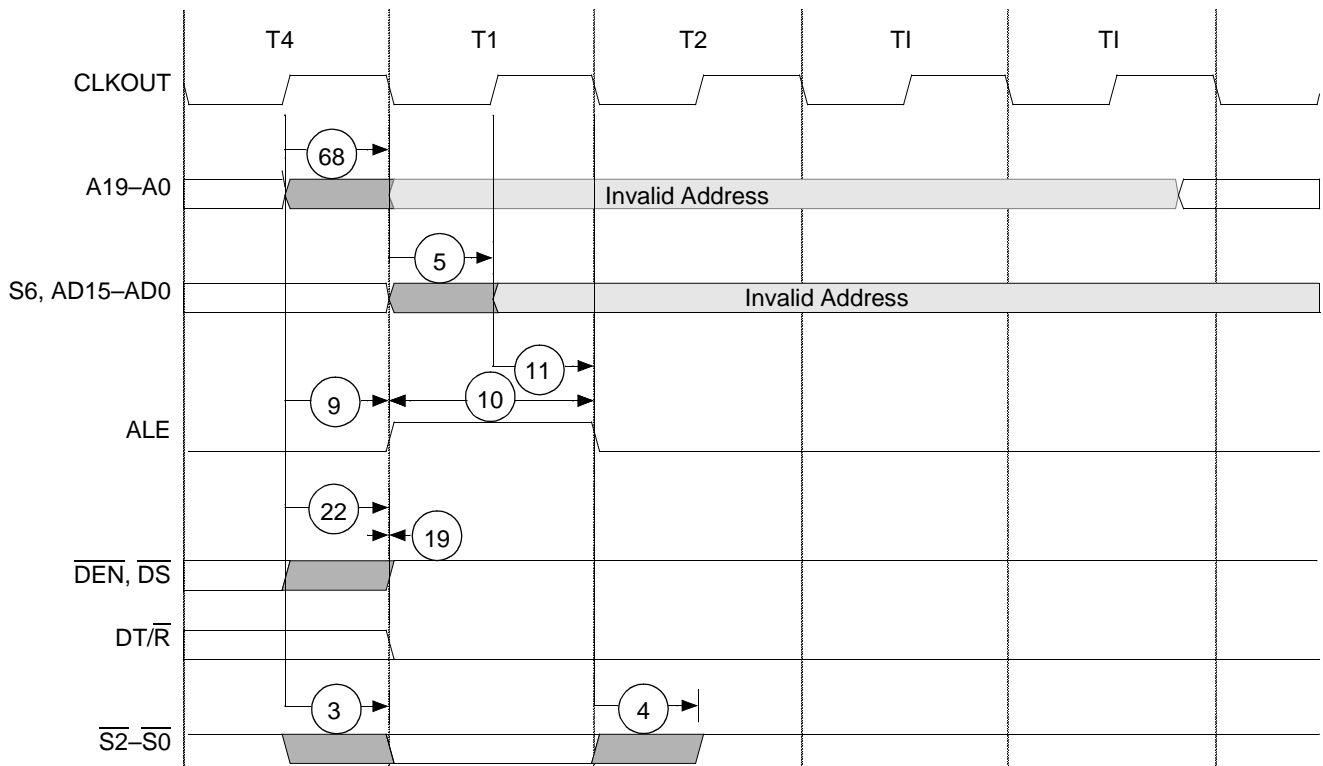 T4 T1 T2 TI TI
CLKOUT
68
A19–A0
Invalid Address
5
S6, AD15–AD0
Invalid Address
11
9
10
ALE
22
19
DEN, DS
DT/R
3
4
S2–S0